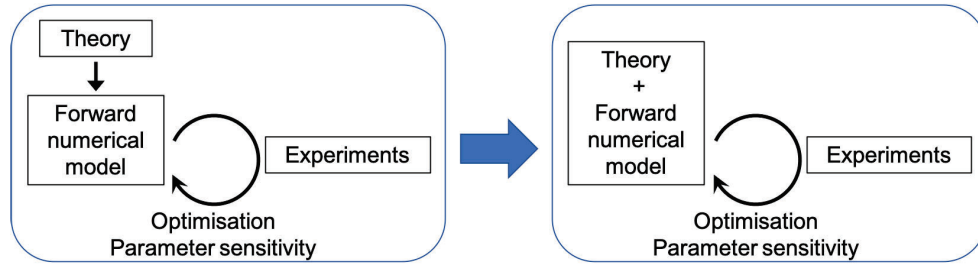 Theory
Forward
numerical
model
Experiments
Optimisation
Parameter sensitivity
Theory
+
Forward
numerical
model
Experiments
Optimisation
Parameter sensitivity